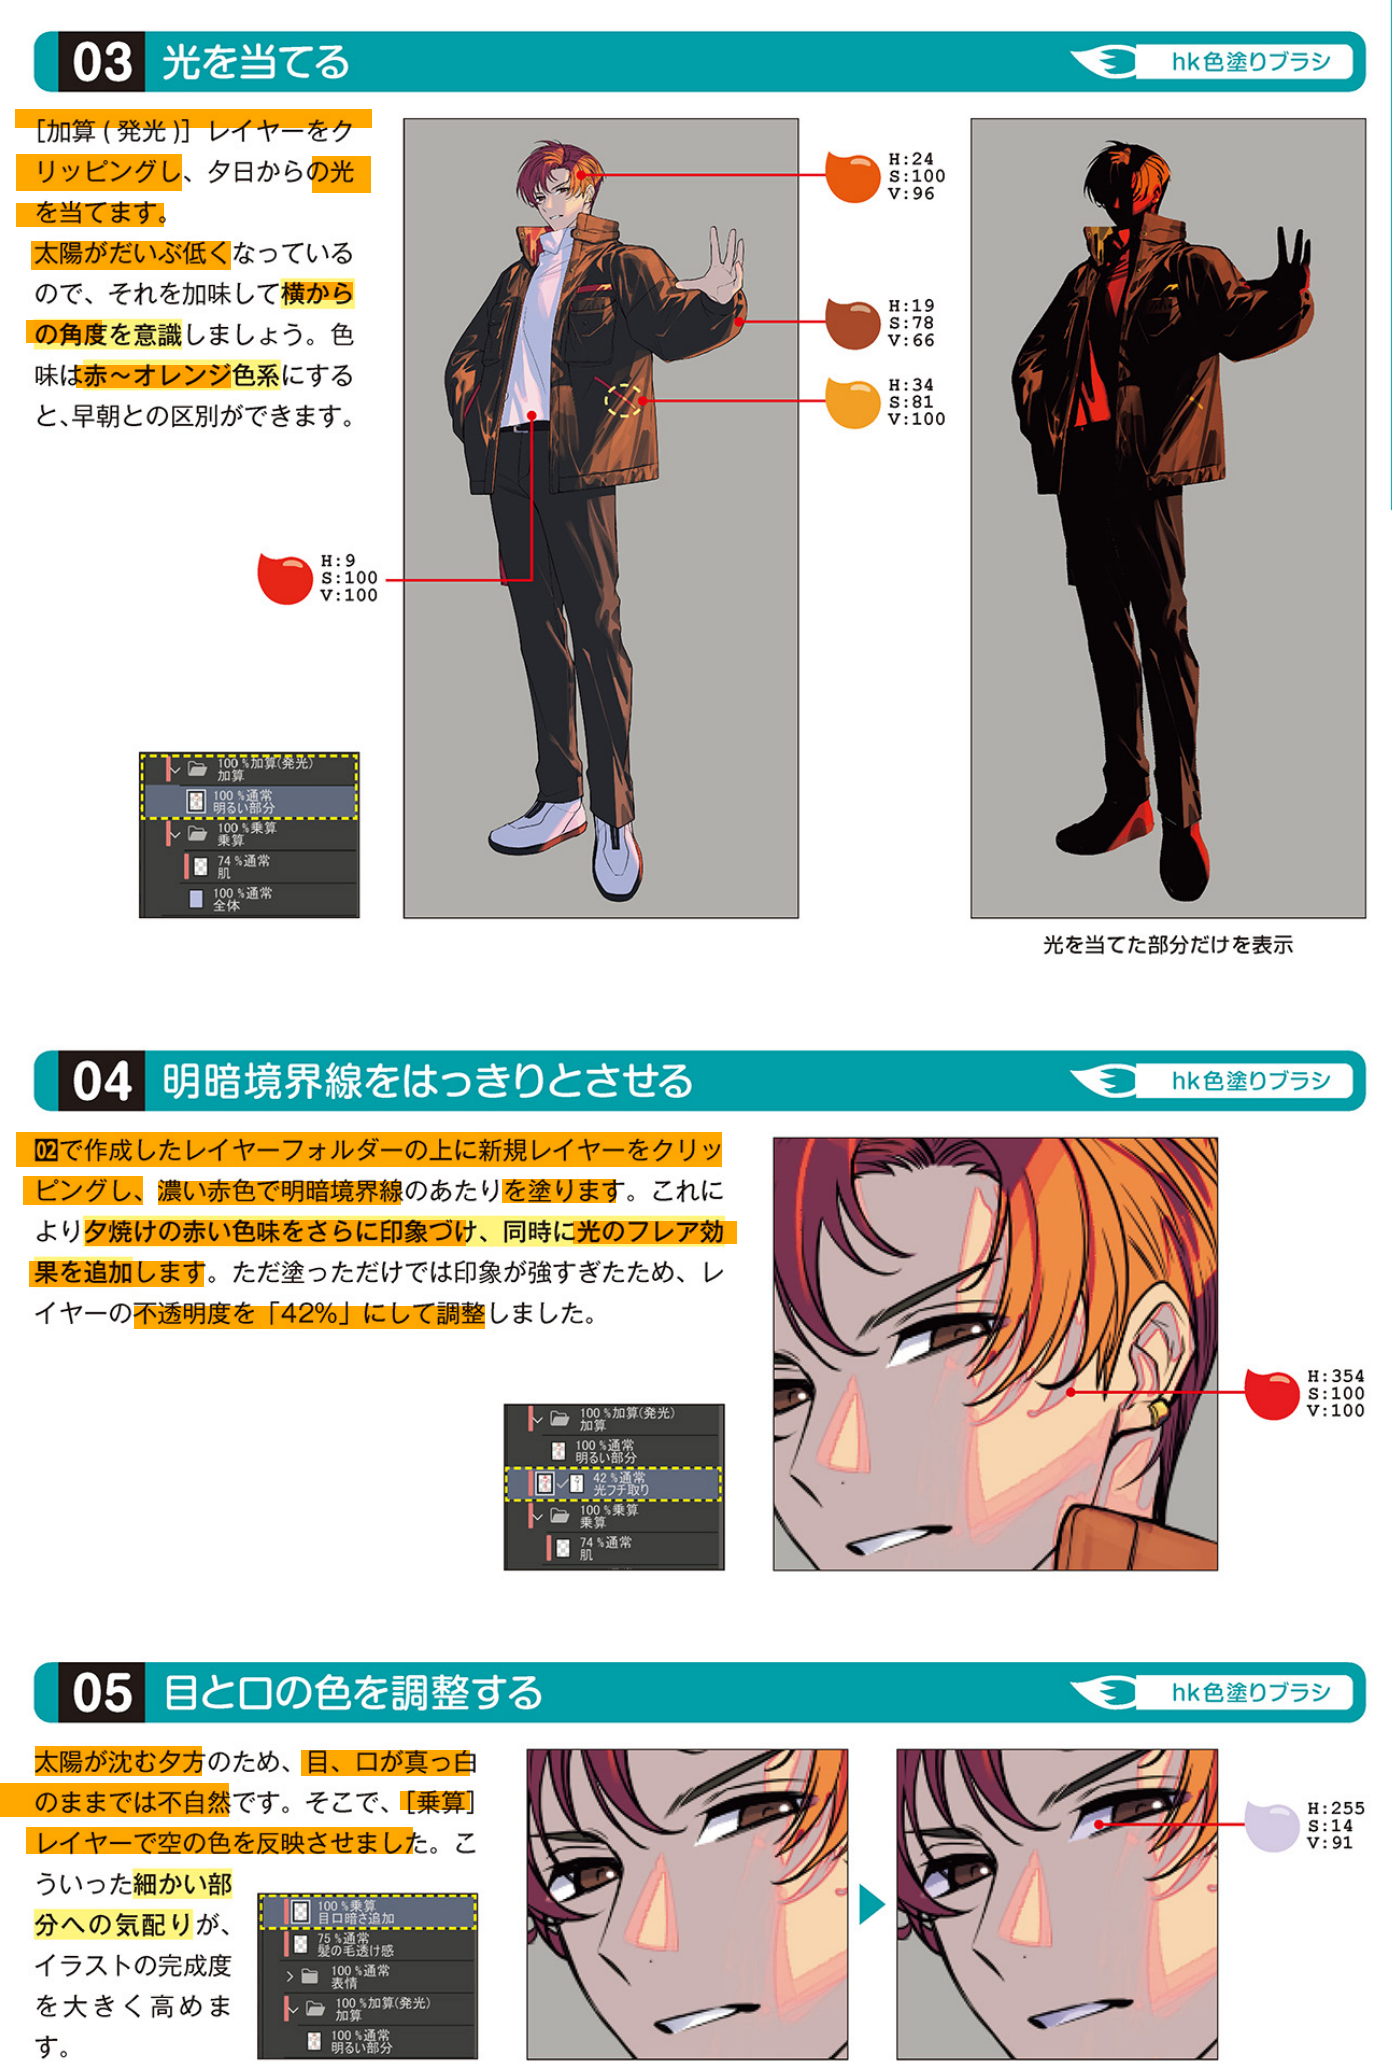 03 光を当てる
hk色塗りブラシ
［加算(発光)］レイヤーをク
リッピングし、夕日からの光
を当てます。
太陽がだいぶ低くなっている
ので、それを加味して横から
の角度を意識しましょう。色
味は赤～オレンジ色系にする
と、早朝との区別ができます。
H:24
S:100
V:96
H:19
S:78
V:66
H:34
S:81
V:100
H:9
S:100
V:100
100 %加算(発光)
加算
100 %通常
明るい部分
100 %乗算
乗算
74 %通常
肌
100 %通常
全体
光を当てた部分だけを表示
04 明暗境界線をはっきりとさせる
hk色塗りブラシ
02で作成したレイヤーフォルダーの上に新規レイヤーをクリッ
ピングし、濃い赤色で明暗境界線のあたりを塗ります。これに
より夕焼けの赤い色味をさらに印象づけ、同時に光のフレア効
果を追加します。ただ塗っただけでは印象が強すぎたため、レ
イヤーの不透明度を「42%」にして調整しました。
100 %加算(発光)
加算
100 %通常
明るい部分
42 %通常
光フチ取り
100 %乗算
乗算
74 %通常
肌
H:354
S:100
V:100
05 目と口の色を調整する
hk色塗りブラシ
太陽が沈む夕方のため、目、口が真っ白
のままでは不自然です。そこで、［乗算］
レイヤーで空の色を反映させました。こ
ういった細かい部
分への気配りが、
イラストの完成度
を大きく高めま
す。
100 %乗算
目口暗さ追加
75 %通常
髪の毛透け感
100 %通常
表情
100 %加算(発光)
加算
100 %通常
明るい部分
H:255
S:14
V:91